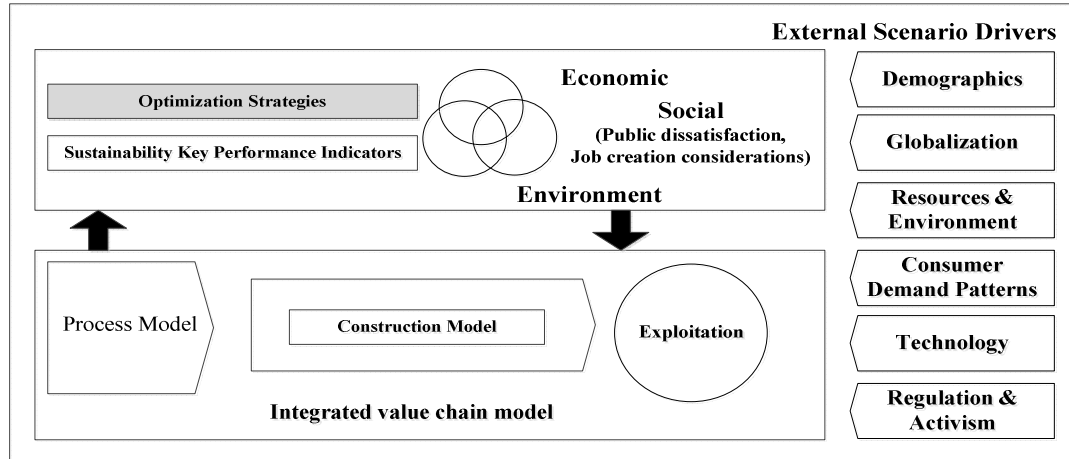 External Scenario Drivers
Optimization Strategies
Sustainability Key Performance Indicators
Economic
Social
(Public dissatisfaction,
Job creation considerations)
Environment
Process Model
Construction Model
Exploitation
Integrated value chain model
Demographics
Globalization
Resources &
Environment
Consumer
Demand Patterns
Technology
Regulation &
Activism